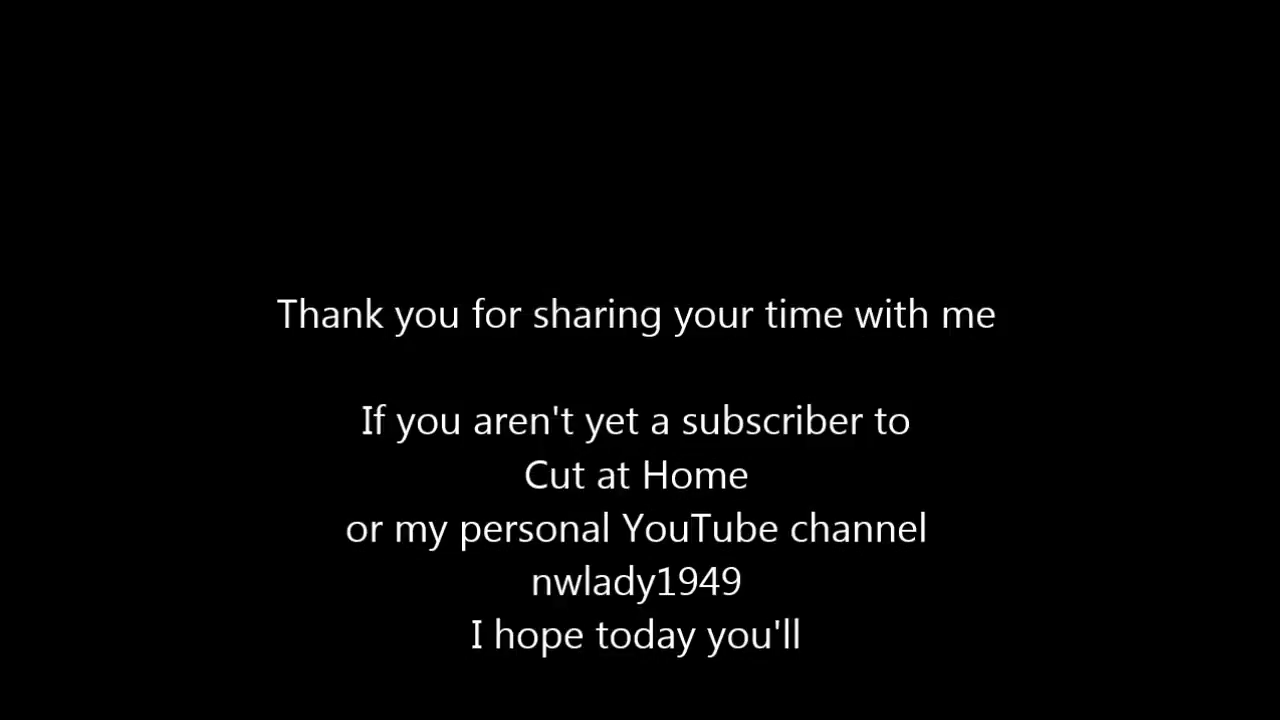 Thank you for sharing your time with me
If you aren't yet a subscriber to
Cut at Home
or my personal YouTube channel
nwlady1949
I hope today you'll